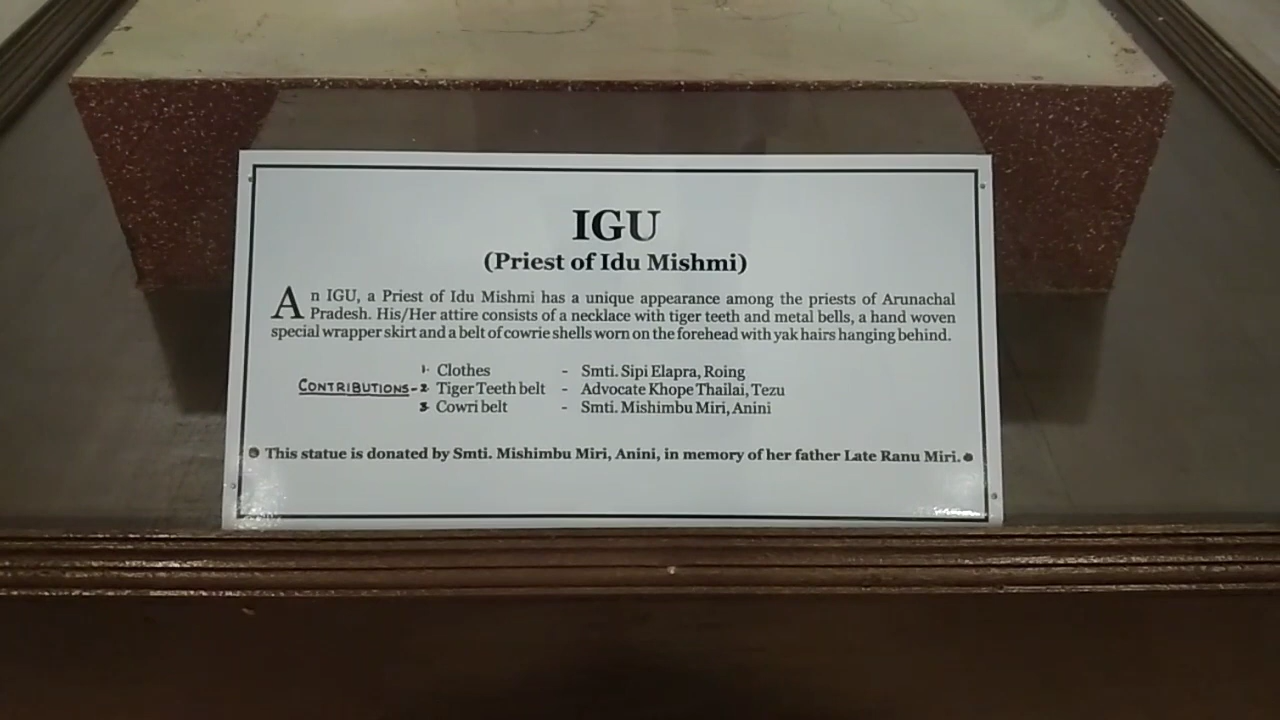 IGU
(Priest of Idu Mishmi)
An IGU, a Priest of Idu Mishmi has a unique appearance among the priests of Arunachal
Pradesh. His/Her attire consists of a necklace with tiger teeth and metal bells, a hand woven
special wrapper skirt and a belt of cowrie shells worn on the forehead with yak hairs hanging behind.
1. Clothes - Smti. Sipi Elapra, Roing
CONTRIBUTIONS - 2. Tiger Teeth belt - Advocate Khope Thailai, Tezu
3. Cowri belt - Smti. Mishimbu Miri, Anini
This statue is donated by Smti. Mishimbu Miri, Anini, in memory of her father Late Ranu Miri.